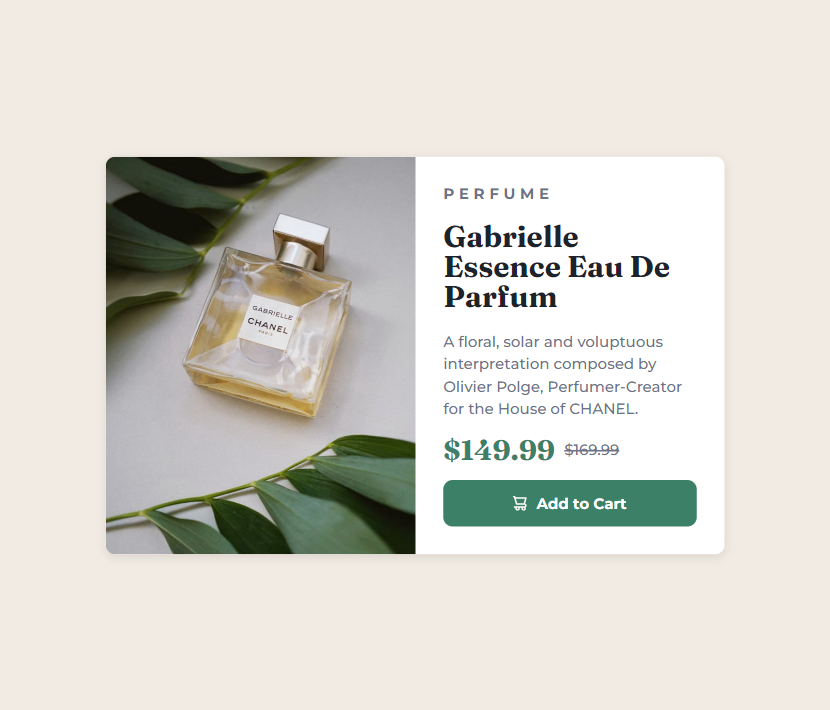 GABRIELLE
CHANEL
PARIS
PERFUME
Gabrielle
Essence Eau De
Parfum
A floral, solar and voluptuous
interpretation composed by
Olivier Polge, Perfumer-Creator
for the House of CHANEL.
$149.99 $169.99
Add to Cart